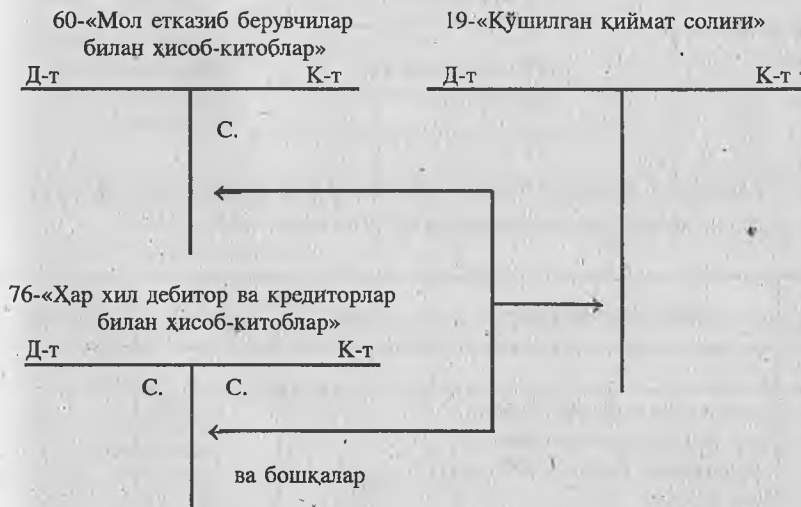 60-«Мол етказиб берувчилар
билан ҳисоб-китоблар»
Д-т К-т
С.
19-«Қўшилган қиймат солиғи»
Д-т К-т
76-«Ҳар хил дебитор ва кредиторлар
билан ҳисоб-китоблар»
Д-т К-т
С. С.
ва бошқалар